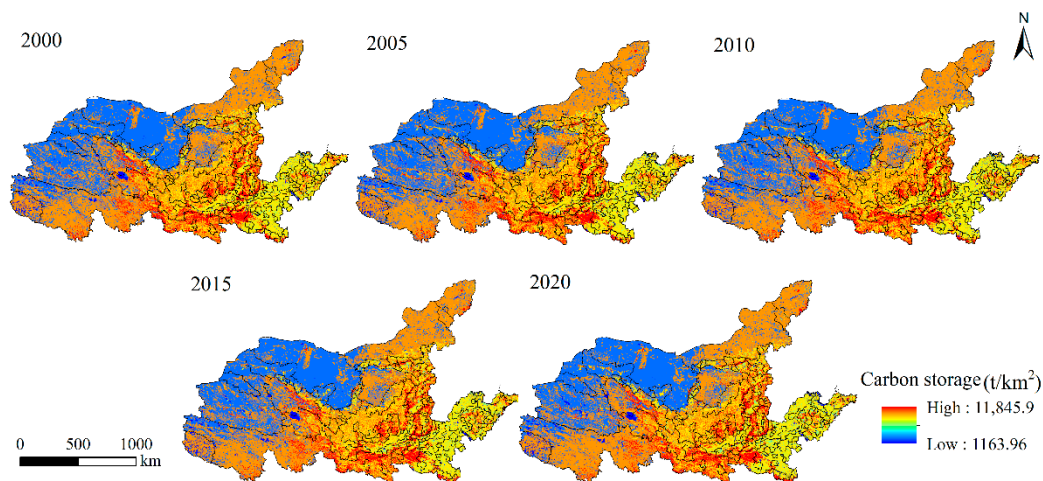 N
2000
2005
2010
2015
2020
Carbon storage (t/km²)
High : 11,845.9
Low : 1163.96
0 500 1000
km